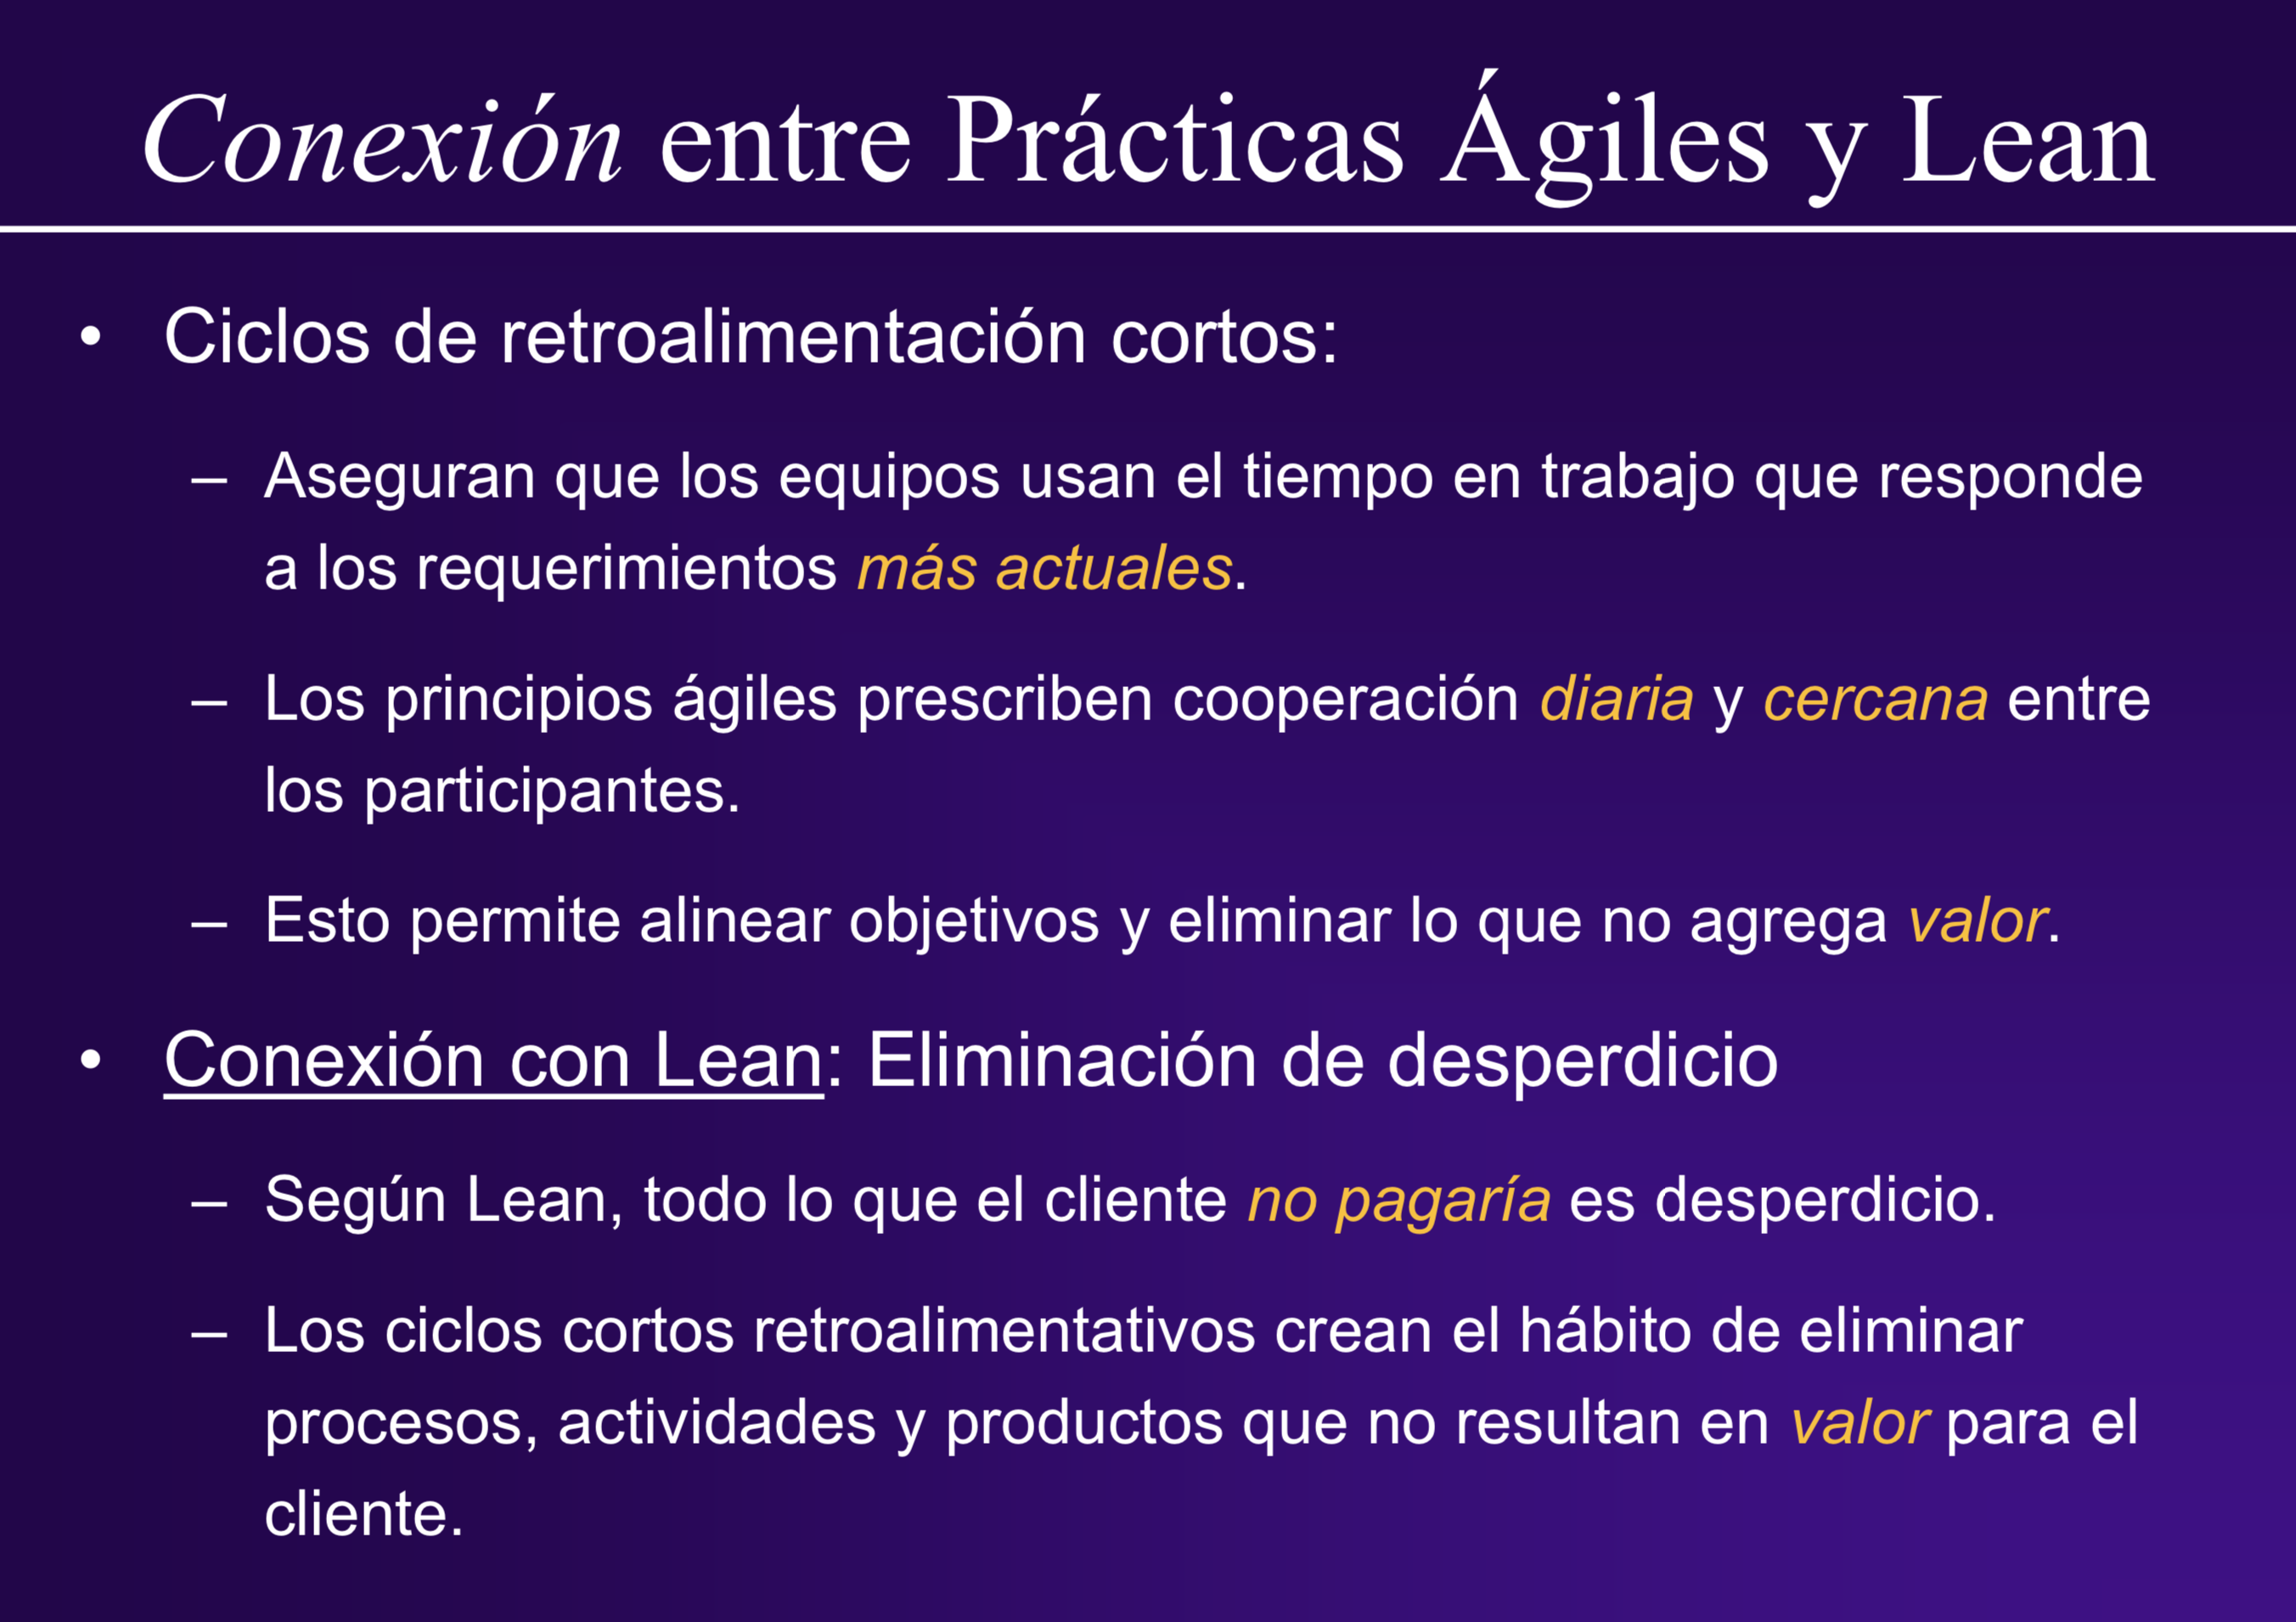 Conexión entre Prácticas Ágiles y Lean
• Ciclos de retroalimentación cortos:
– Aseguran que los equipos usan el tiempo en trabajo que responde
a los requerimientos más actuales.
– Los principios ágiles prescriben cooperación diaria y cercana entre
los participantes.
– Esto permite alinear objetivos y eliminar lo que no agrega valor.
• Conexión con Lean: Eliminación de desperdicio
– Según Lean, todo lo que el cliente no pagaría es desperdicio.
– Los ciclos cortos retroalimentativos crean el hábito de eliminar
procesos, actividades y productos que no resultan en valor para el
cliente.